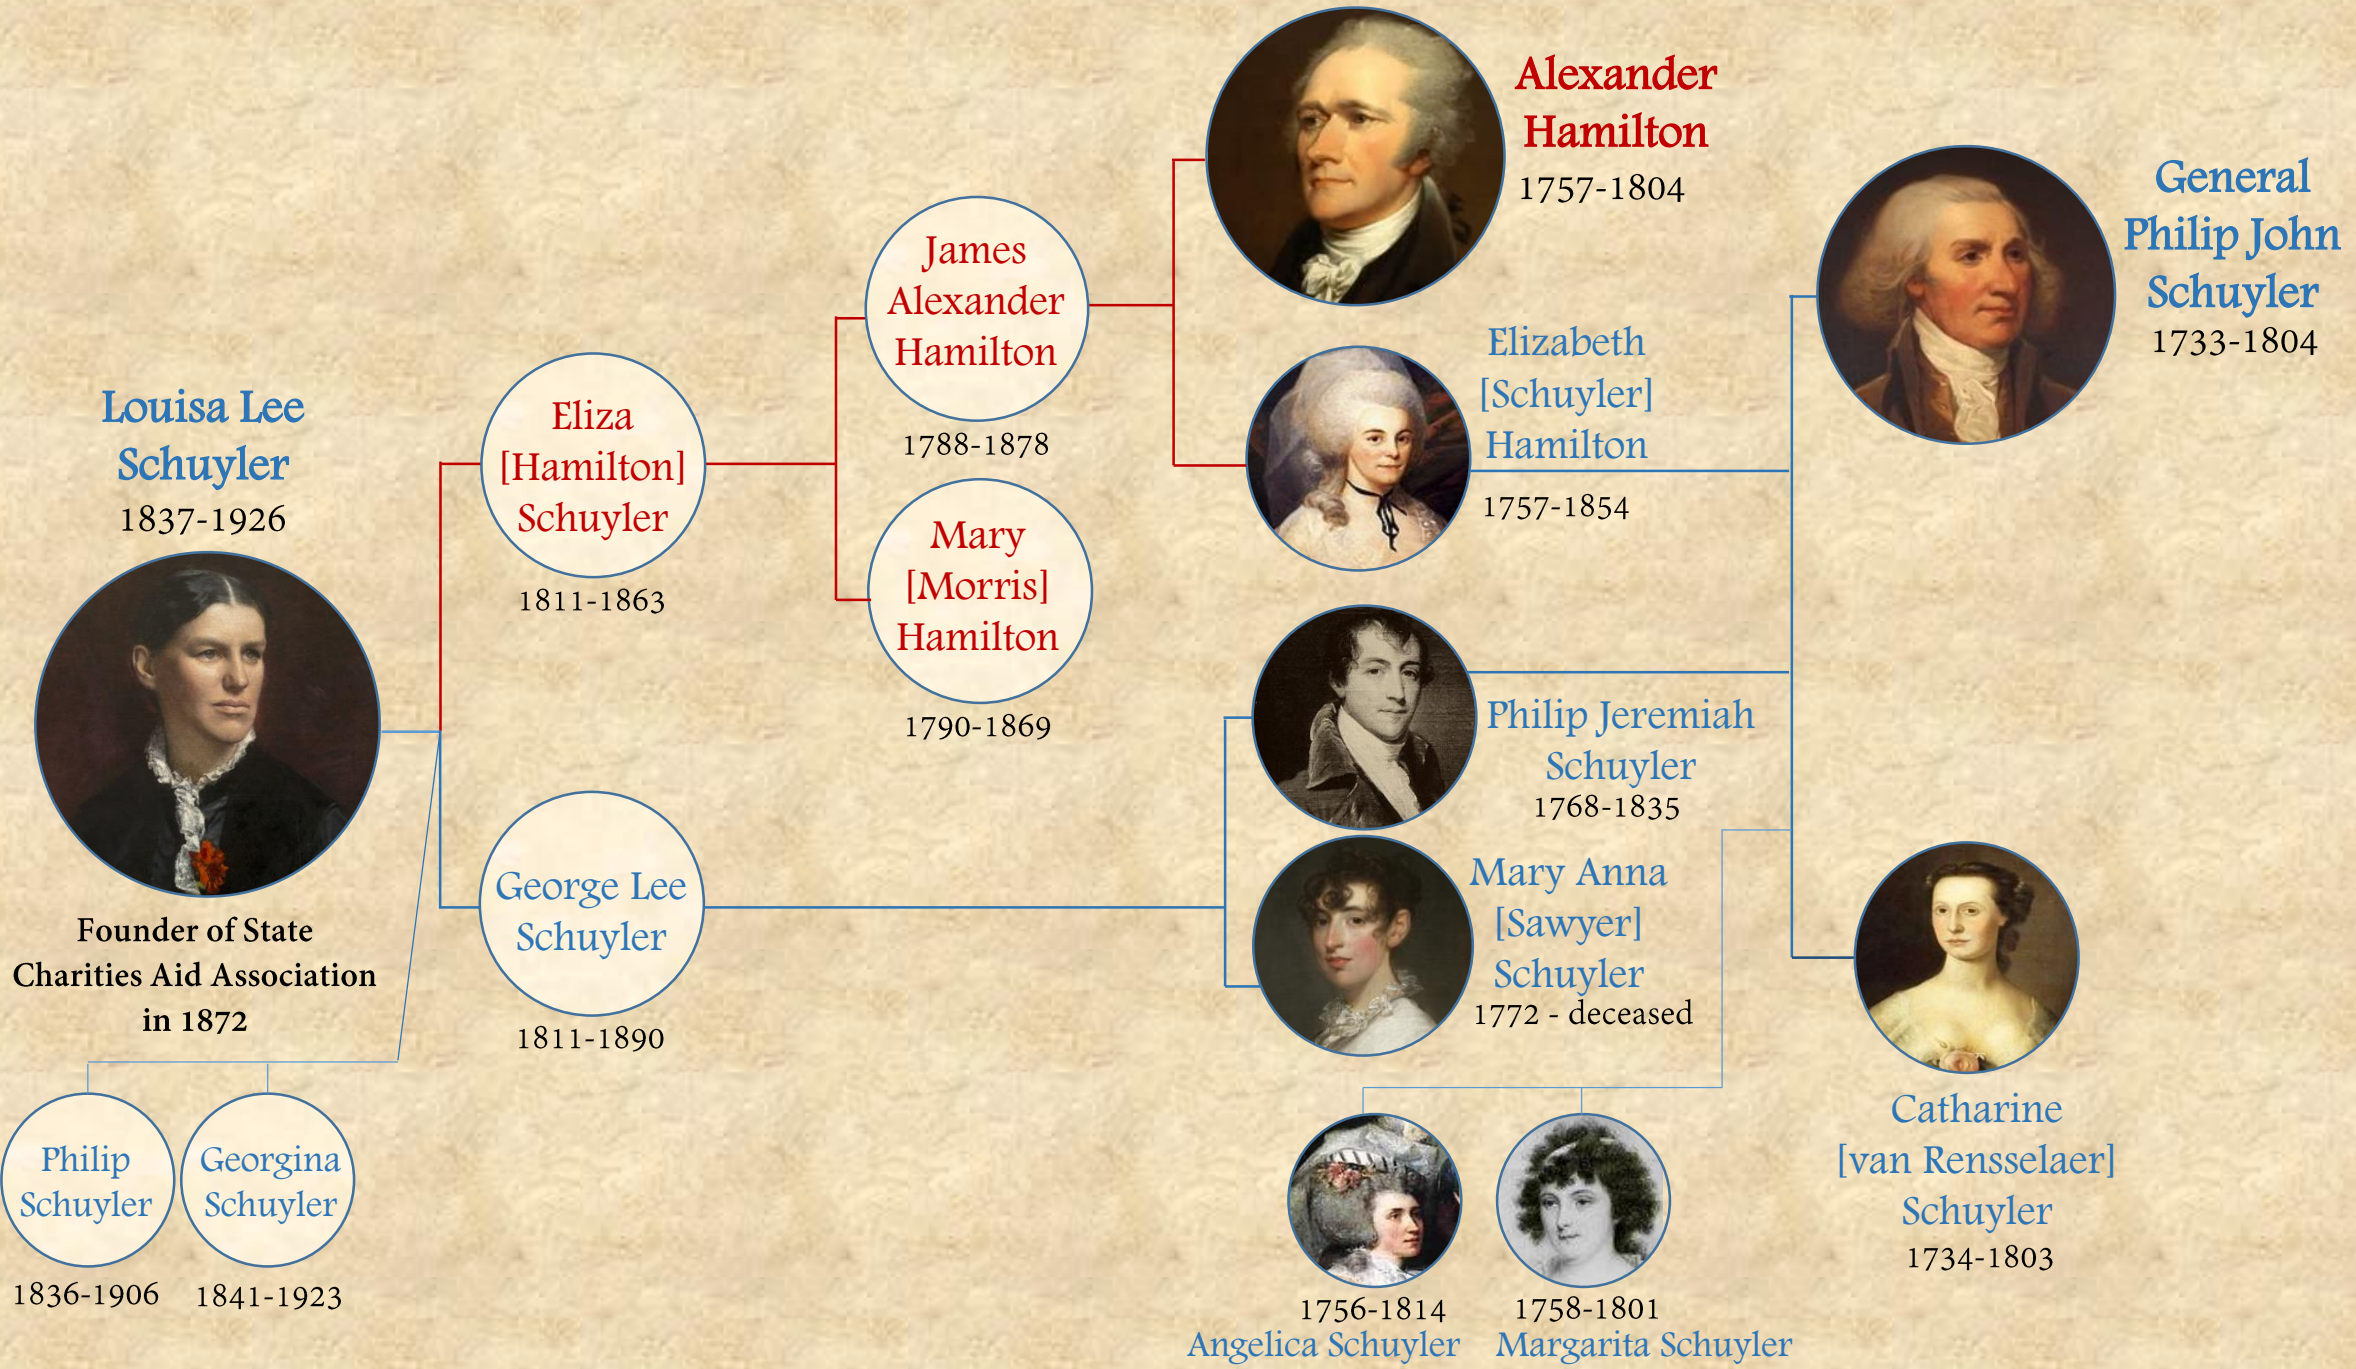 Louisa Lee
Schuyler
1837-1926
Founder of State
Charities Aid Association
in 1872
Philip
Schuyler
1836-1906
Georgina
Schuyler
1841-1923
Eliza
[Hamilton]
Schuyler
1811-1863
George Lee
Schuyler
1811-1890
James
Alexander
Hamilton
1788-1878
Mary
[Morris]
Hamilton
1790-1869
Alexander
Hamilton
1757-1804
Elizabeth
[Schuyler]
Hamilton
1757-1854
Philip Jeremiah
Schuyler
1768-1835
Mary Anna
[Sawyer]
Schuyler
1772 - deceased
1756-1814
Angelica Schuyler
1758-1801
Margarita Schuyler
General
Philip John
Schuyler
1733-1804
Catharine
[van Rensselaer]
Schuyler
1734-1803